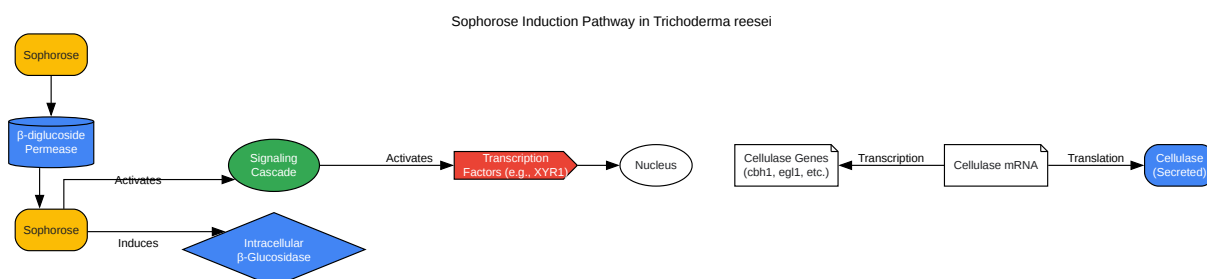 Sophorose Induction Pathway in Trichoderma reesei
Sophorose
β-diglucoside
Permease
Activates
Sophorose
Induces
Signaling
Cascade
Intracellular
β-Glucosidase
Activates
Transcription
Factors (e.g., XYR1)
Nucleus
Cellulase Genes
(cbh1, egl1, etc.)
Transcription
Cellulase mRNA
Translation
Cellulase
(Secreted)